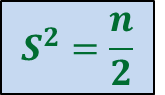 S² = n/2